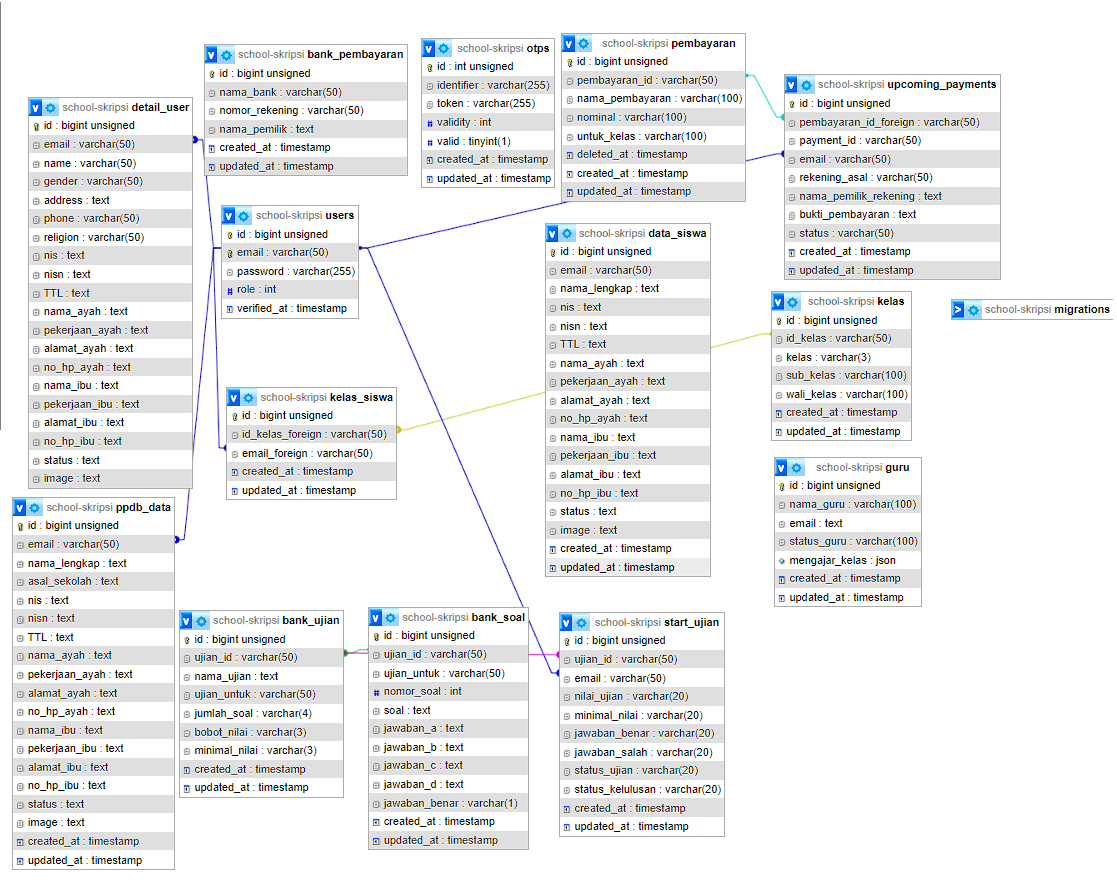 school-skripsi detail_user
id : bigint unsigned
email : varchar(50)
name : varchar(50)
gender : varchar(50)
address : text
phone : varchar(50)
religion : varchar(50)
nis : text
nisn : text
TTL : text
nama_ayah : text
pekerjaan_ayah : text
alamat_ayah : text
no_hp_ayah : text
nama_ibu : text
pekerjaan_ibu : text
alamat_ibu : text
no_hp_ibu : text
status : text
image : text
school-skripsi bank_pembayaran
id : bigint unsigned
nama_bank : varchar(50)
nomor_rekening : varchar(50)
nama_pemilik : text
created_at : timestamp
updated_at : timestamp
school-skripsi otps
id : int unsigned
identifier : varchar(255)
token : varchar(255)
validity : int
valid : tinyint(1)
created_at : timestamp
updated_at : timestamp
school-skripsi pembayaran
id : bigint unsigned
pembayaran_id : varchar(50)
nama_pembayaran : varchar(100)
nominal : varchar(100)
untuk_kelas : varchar(100)
deleted_at : timestamp
created_at : timestamp
updated_at : timestamp
school-skripsi upcoming_payments
id : bigint unsigned
pembayaran_id_foreign : varchar(50)
payment_id : varchar(50)
email : varchar(50)
rekening_asal : varchar(50)
nama_pemilik_rekening : text
bukti_pembayaran : text
status : varchar(50)
created_at : timestamp
updated_at : timestamp
school-skripsi users
id : bigint unsigned
email : varchar(50)
password : varchar(255)
role : int
verified_at : timestamp
school-skripsi data_siswa
id : bigint unsigned
email : varchar(50)
nama_lengkap : text
nis : text
nisn : text
TTL : text
nama_ayah : text
pekerjaan_ayah : text
alamat_ayah : text
no_hp_ayah : text
nama_ibu : text
pekerjaan_ibu : text
alamat_ibu : text
no_hp_ibu : text
status : text
image : text
created_at : timestamp
updated_at : timestamp
school-skripsi kelas
id : bigint unsigned
id_kelas : varchar(50)
kelas : varchar(3)
sub_kelas : varchar(100)
wali_kelas : varchar(100)
created_at : timestamp
updated_at : timestamp
school-skripsi migrations
school-skripsi kelas_siswa
id : bigint unsigned
id_kelas_foreign : varchar(50)
email_foreign : varchar(50)
created_at : timestamp
updated_at : timestamp
school-skripsi guru
id : bigint unsigned
nama_guru : varchar(100)
email : text
status_guru : varchar(100)
mengajar_kelas : json
created_at : timestamp
updated_at : timestamp
school-skripsi ppdb_data
id : bigint unsigned
email : varchar(50)
nama_lengkap : text
asal_sekolah : text
nis : text
nisn : text
TTL : text
nama_ayah : text
pekerjaan_ayah : text
alamat_ayah : text
no_hp_ayah : text
nama_ibu : text
pekerjaan_ibu : text
alamat_ibu : text
no_hp_ibu : text
status : text
image : text
created_at : timestamp
updated_at : timestamp
school-skripsi bank_ujian
id : bigint unsigned
ujian_id : varchar(50)
nama_ujian : text
ujian_untuk : varchar(50)
jumlah_soal : varchar(4)
bobot_nilai : varchar(3)
minimal_nilai : varchar(3)
created_at : timestamp
updated_at : timestamp
school-skripsi bank_soal
id : bigint unsigned
ujian_id : varchar(50)
ujian_untuk : varchar(50)
nomor_soal : int
soal : text
jawaban_a : text
jawaban_b : text
jawaban_c : text
jawaban_d : text
jawaban_benar : varchar(1)
created_at : timestamp
updated_at : timestamp
school-skripsi start_ujian
id : bigint unsigned
ujian_id : varchar(50)
email : varchar(50)
nilai_ujian : varchar(20)
minimal_nilai : varchar(20)
jawaban_benar : varchar(20)
jawaban_salah : varchar(20)
status_ujian : varchar(20)
status_kelulusan : varchar(20)
created_at : timestamp
updated_at : timestamp